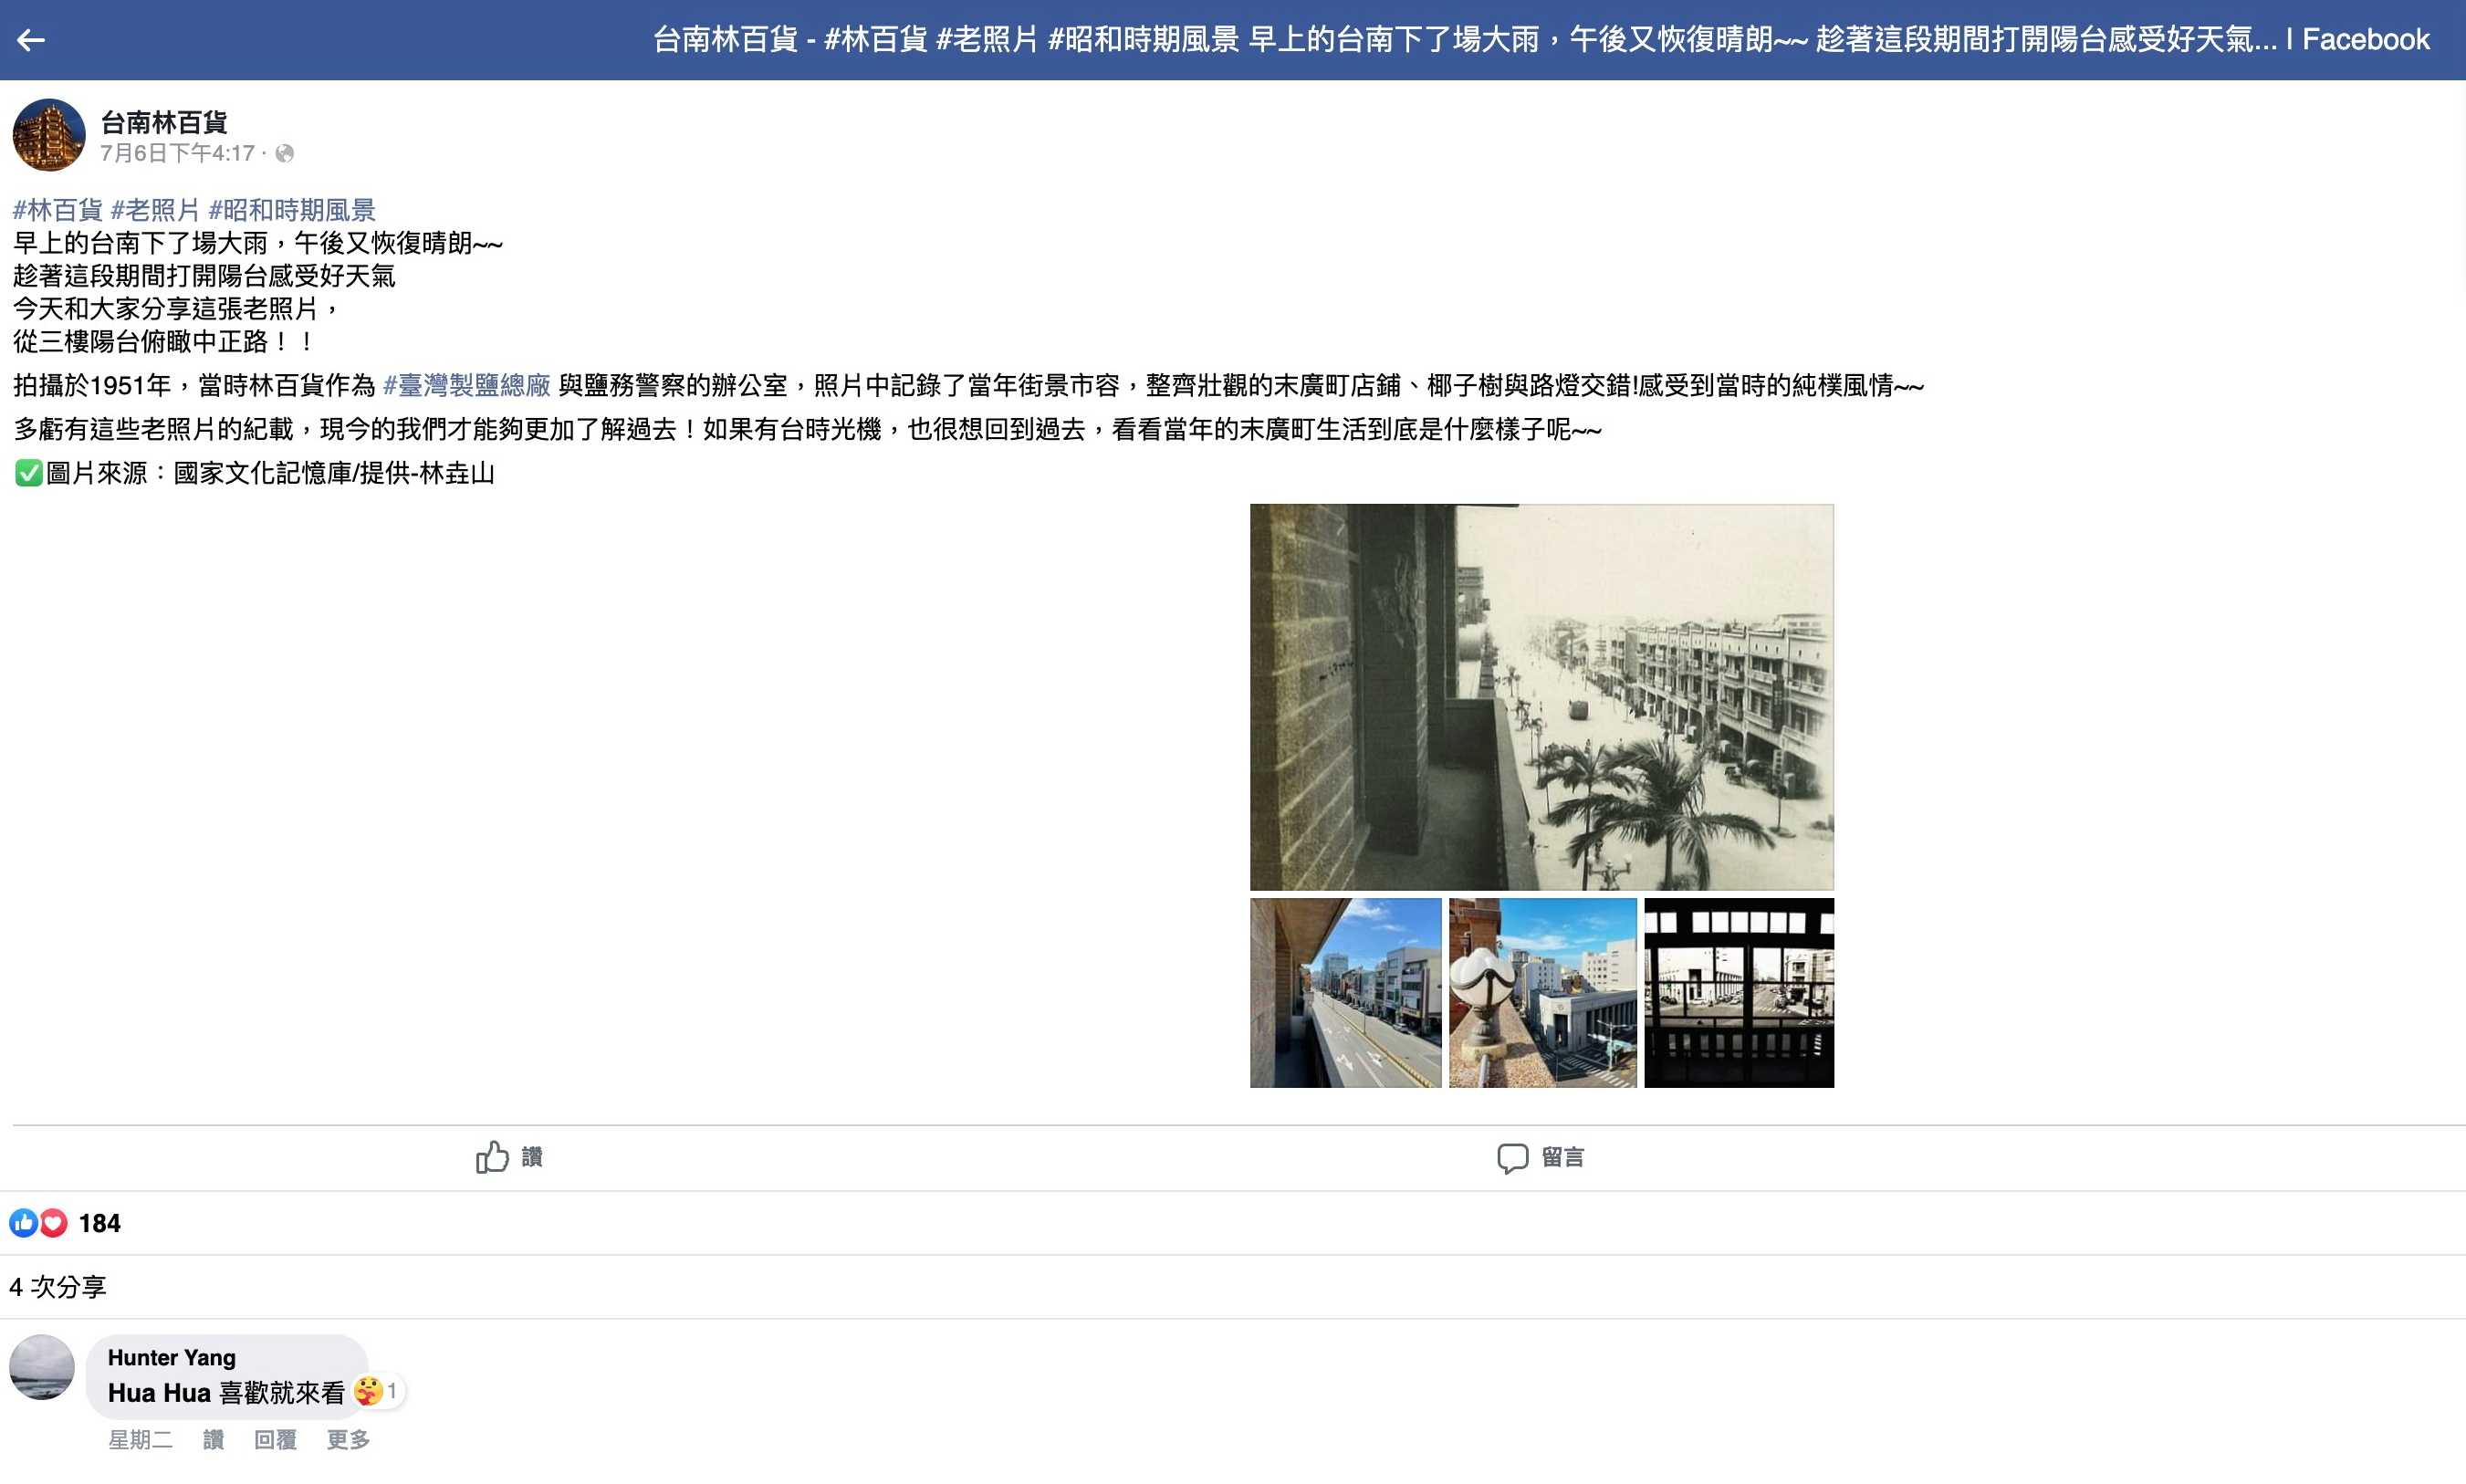 台南林百貨 - #林百貨 #老照片 #昭和時期風景 早上的台南下了場大雨，午後又恢復晴朗~~ 趁著這段期間打開陽台感受好天氣... | Facebook
台南林百貨
7月6日下午4:17 ·
#林百貨 #老照片 #昭和時期風景
早上的台南下了場大雨，午後又恢復晴朗~~
趁著這段期間打開陽台感受好天氣
今天和大家分享這張老照片，
從三樓陽台俯瞰中正路！！
拍攝於1951年，當時林百貨作為 #臺灣製鹽總廠 與鹽務警察的辦公室，照片中記錄了當年街景市容，整齊壯觀的末廣町店鋪、椰子樹與路燈交錯!感受到當時的純樸風情~~
多虧有這些老照片的紀載，現今的我們才能夠更加了解過去！如果有台時光機，也很想回到過去，看看當年的末廣町生活到底是什麼樣子呢~~
✅圖片來源：國家文化記憶庫/提供-林垚山
讚
留言
184
4 次分享
Hunter Yang
Hua Hua 喜歡就來看
1
星期二 讚 回覆 更多